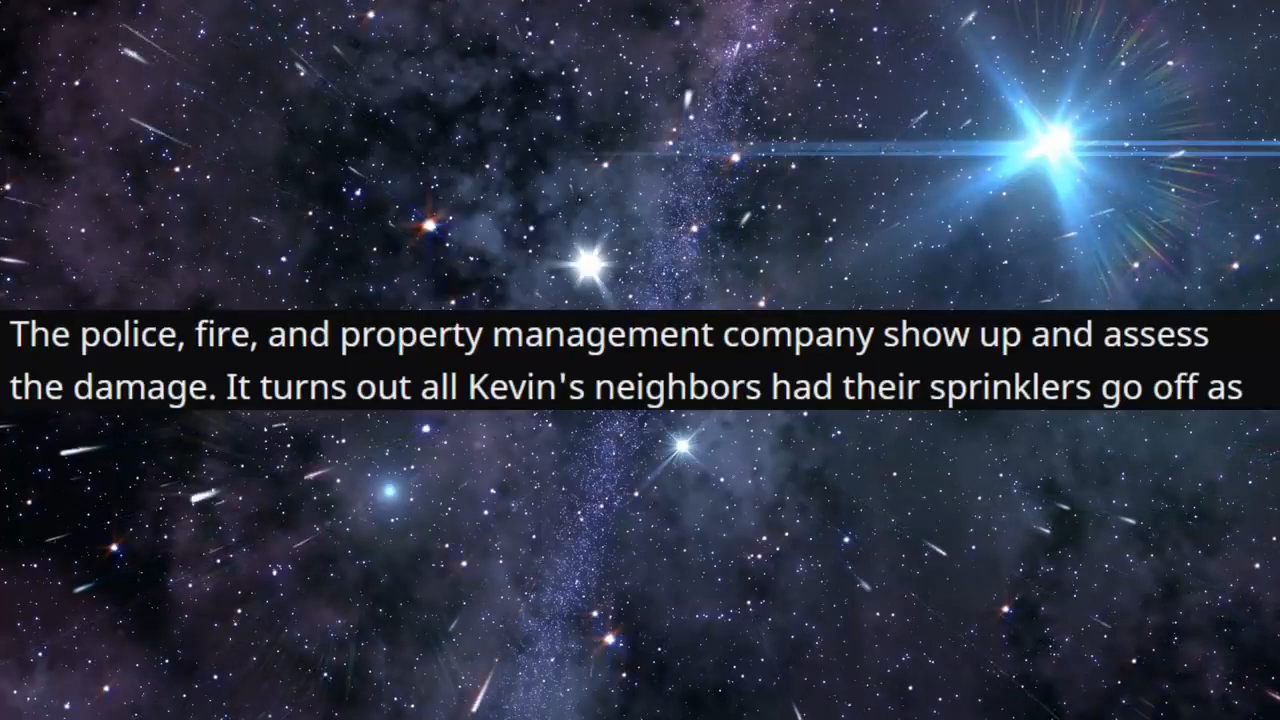 The police, fire, and property management company show up and assess
the damage. It turns out all Kevin's neighbors had their sprinklers go off as